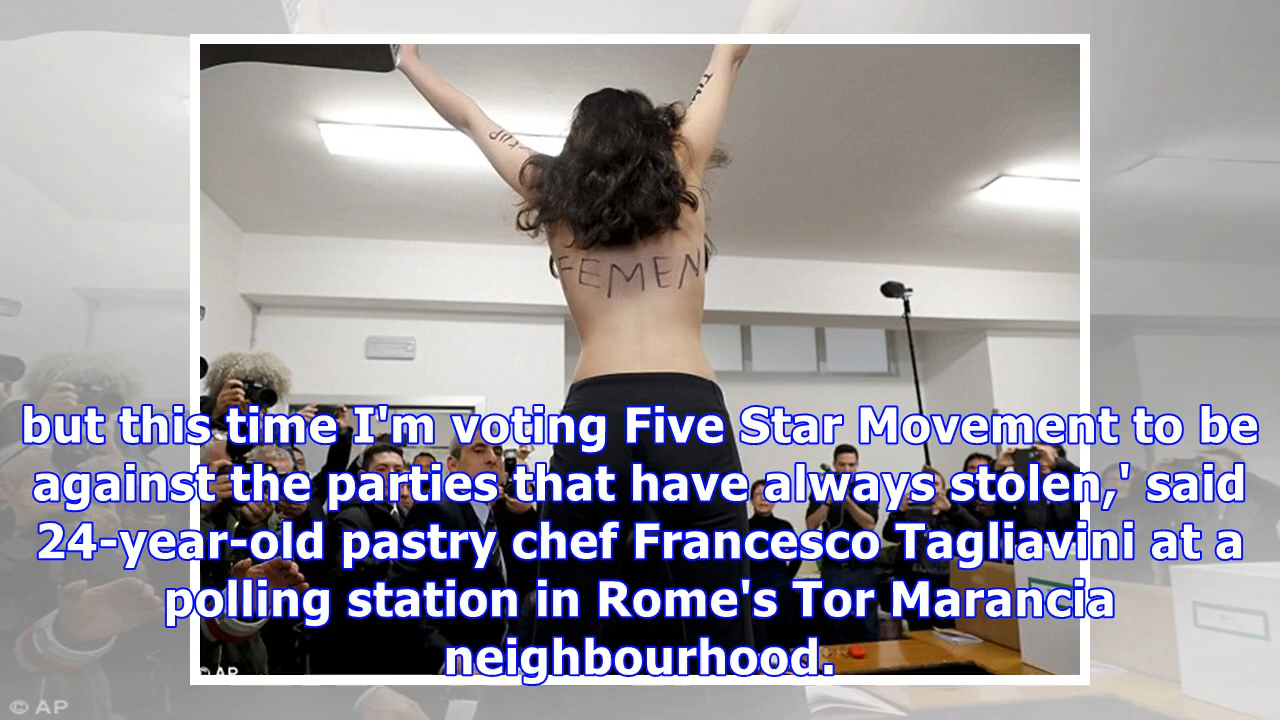 FEMEN
but this time I'm voting Five Star Movement to be
against the parties that have always stolen,' said
24-year-old pastry chef Francesco Tagliavini at a
polling station in Rome's Tor Marancia
neighbourhood.
© AP
© AP